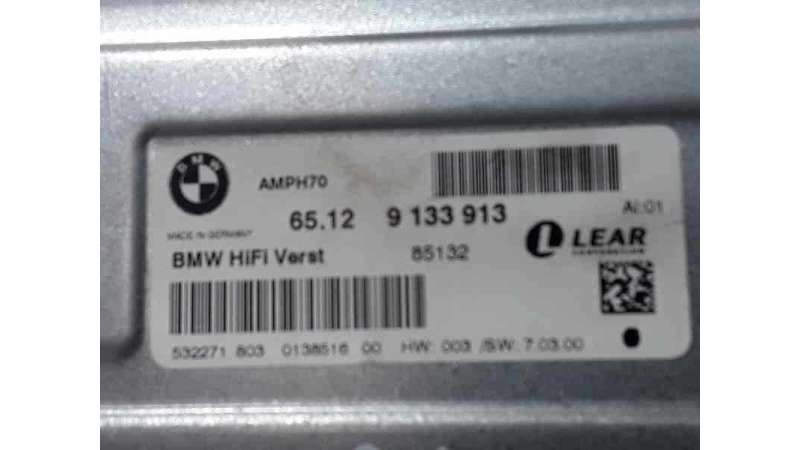 BMW
AMPH70
65.12 9 133 913
AI:01
MADE IN GERMANY
BMW HiFi Verst
85132
LEAR
CORPORATION
532271 803 0138516 00 HW: 003 /SW: 7.03.00